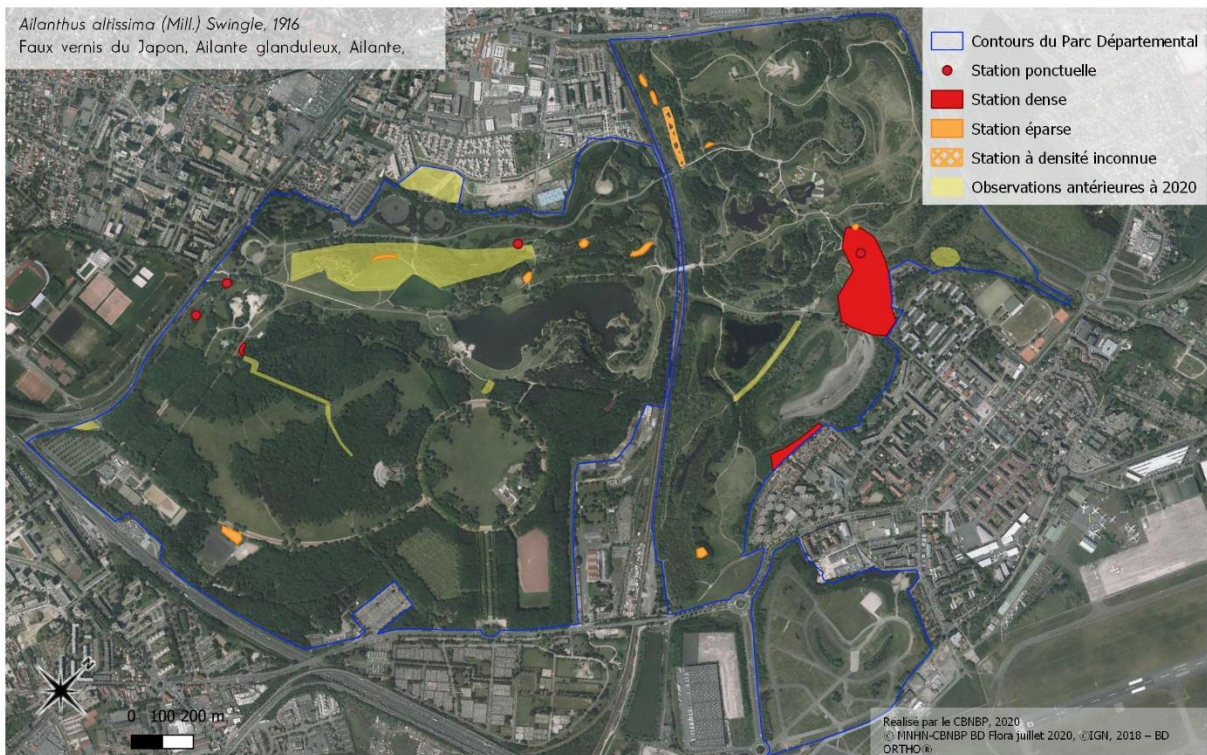 Ailanthus altissima (Mill.) Swingle, 1916
Faux vernis du Japon, Ailante glanduleux, Ailante,
Contours du Parc Départemental
Station ponctuelle
Station dense
Station éparse
Station à densité inconnue
Observations antérieures à 2020
N
0 100 200 m
Réalisé par le CBNBP, 2020
© MNHN-CBNBP BD Flora juillet 2020, ©IGN, 2018 – BD
ORTHO®